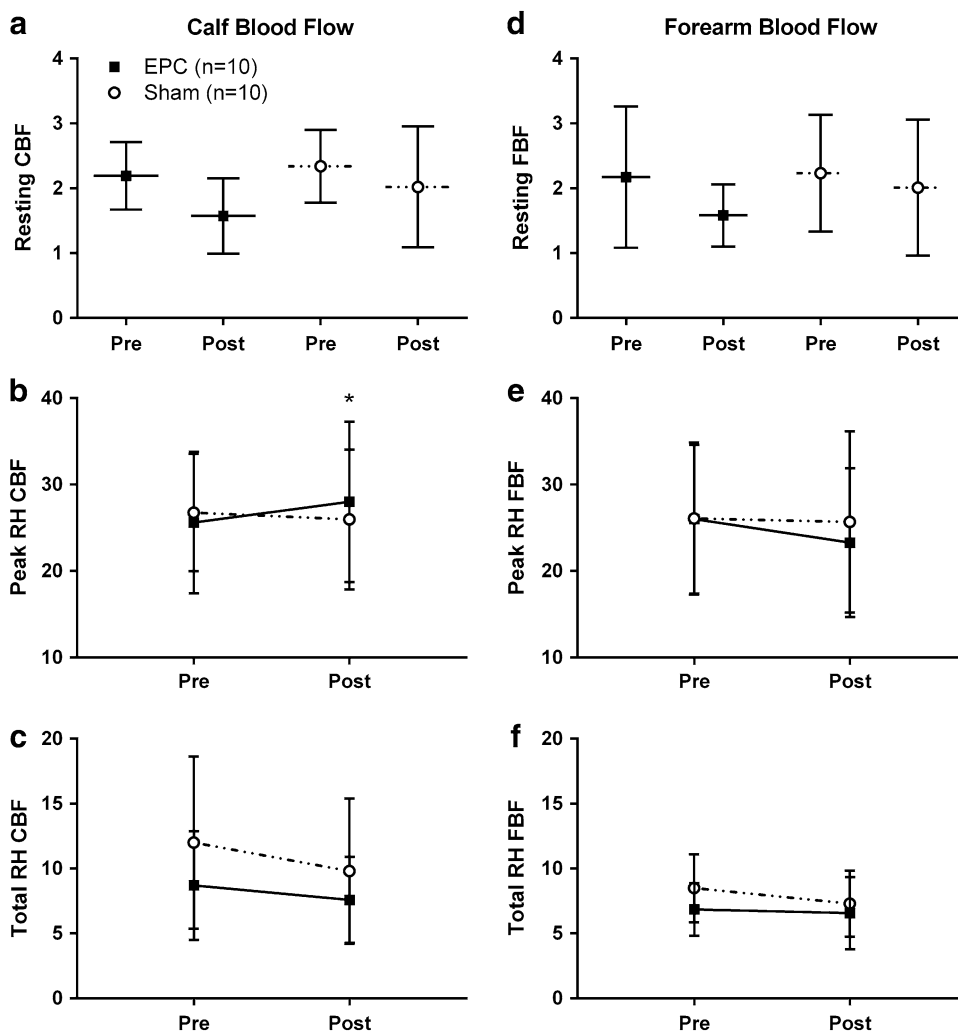 a
Calf Blood Flow
4
3
2
1
0
Resting CBF
EPC (n=10)
Sham (n=10)
Pre
Post
Pre
Post
d
Forearm Blood Flow
4
3
2
1
0
Resting FBF
Pre
Post
Pre
Post
b
40
30
20
10
Peak RH CBF
*
Pre
Post
e
40
30
20
10
Peak RH FBF
Pre
Post
c
20
15
10
5
0
Total RH CBF
Pre
Post
f
20
15
10
5
0
Total RH FBF
Pre
Post